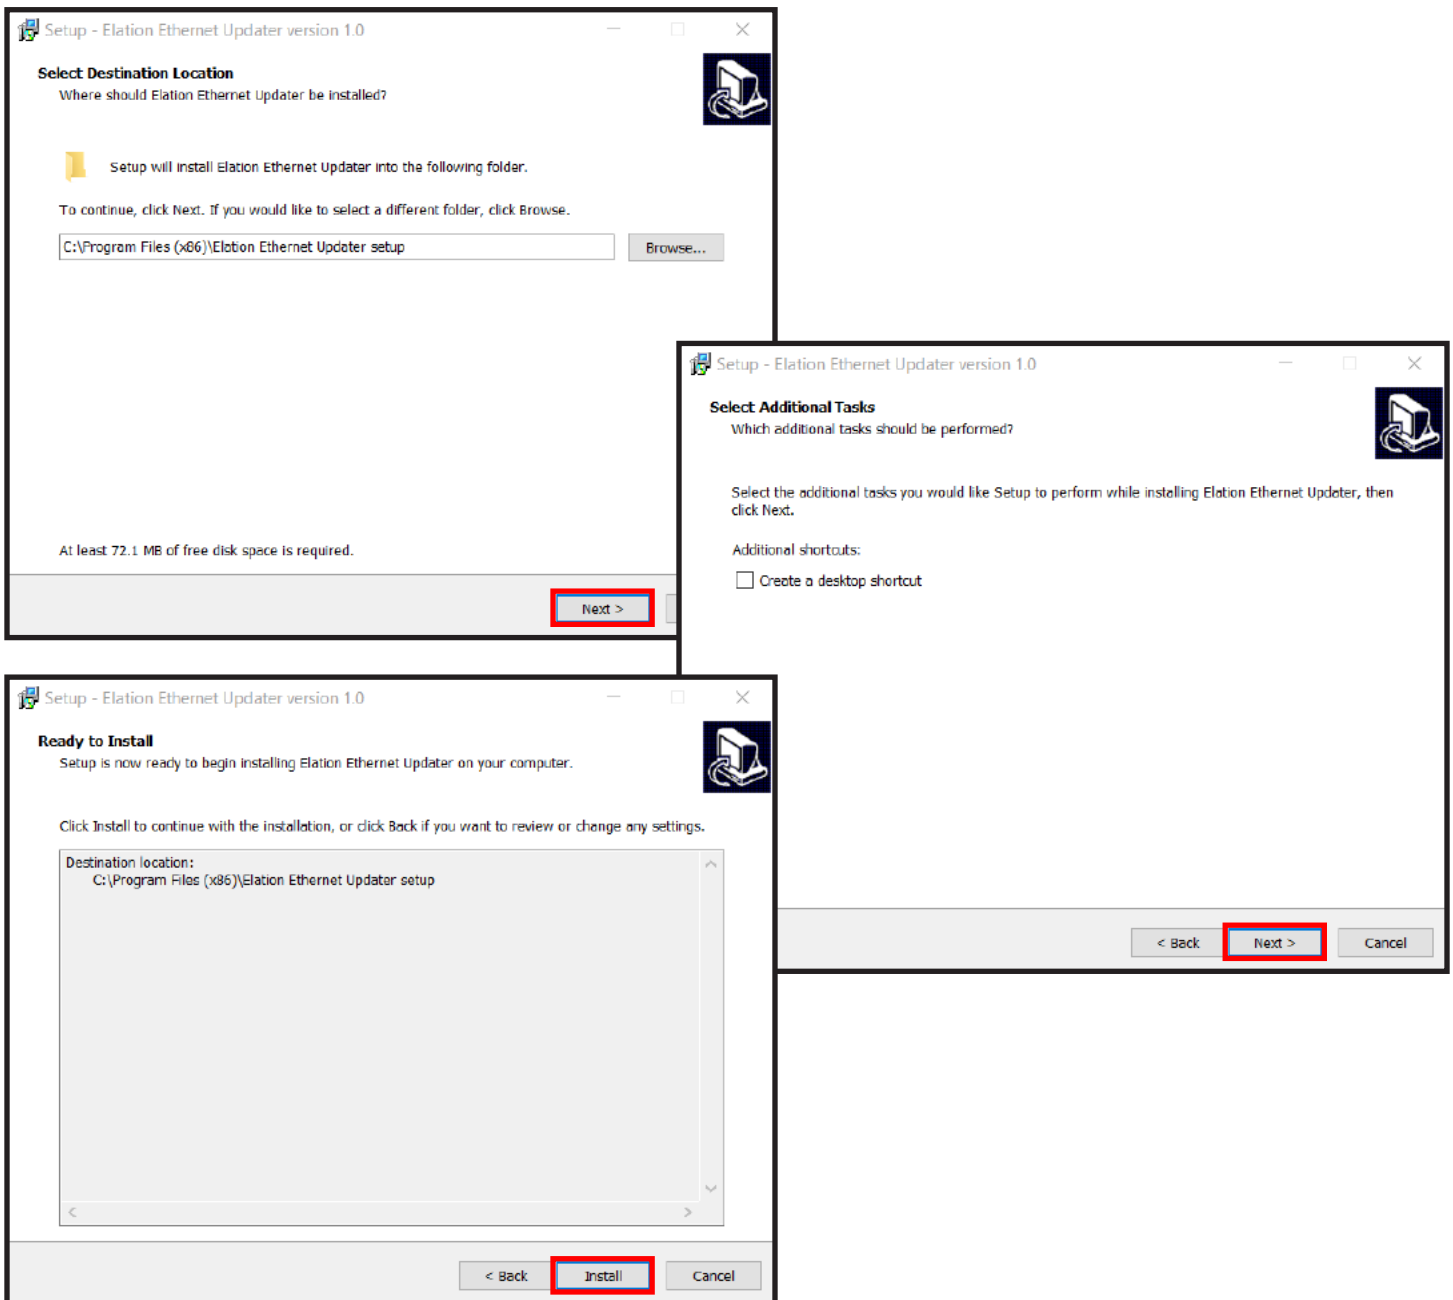 Setup - Elation Ethernet Updater version 1.0
Select Destination Location
Where should Elation Ethernet Updater be installed?
Setup will install Elation Ethernet Updater into the following folder.
To continue, click Next. If you would like to select a different folder, click Browse.
C:\Program Files (x86)\Elation Ethernet Updater setup
Browse...
At least 72.1 MB of free disk space is required.
Next >
Setup - Elation Ethernet Updater version 1.0
Select Additional Tasks
Which additional tasks should be performed?
Select the additional tasks you would like Setup to perform while installing Elation Ethernet Updater, then
click Next.
Additional shortcuts:
Create a desktop shortcut
< Back
Next >
Cancel
Setup - Elation Ethernet Updater version 1.0
Ready to Install
Setup is now ready to begin installing Elation Ethernet Updater on your computer.
Click Install to continue with the installation, or click Back if you want to review or change any settings.
Destination location:
C:\Program Files (x86)\Elation Ethernet Updater setup
< Back
Install
Cancel